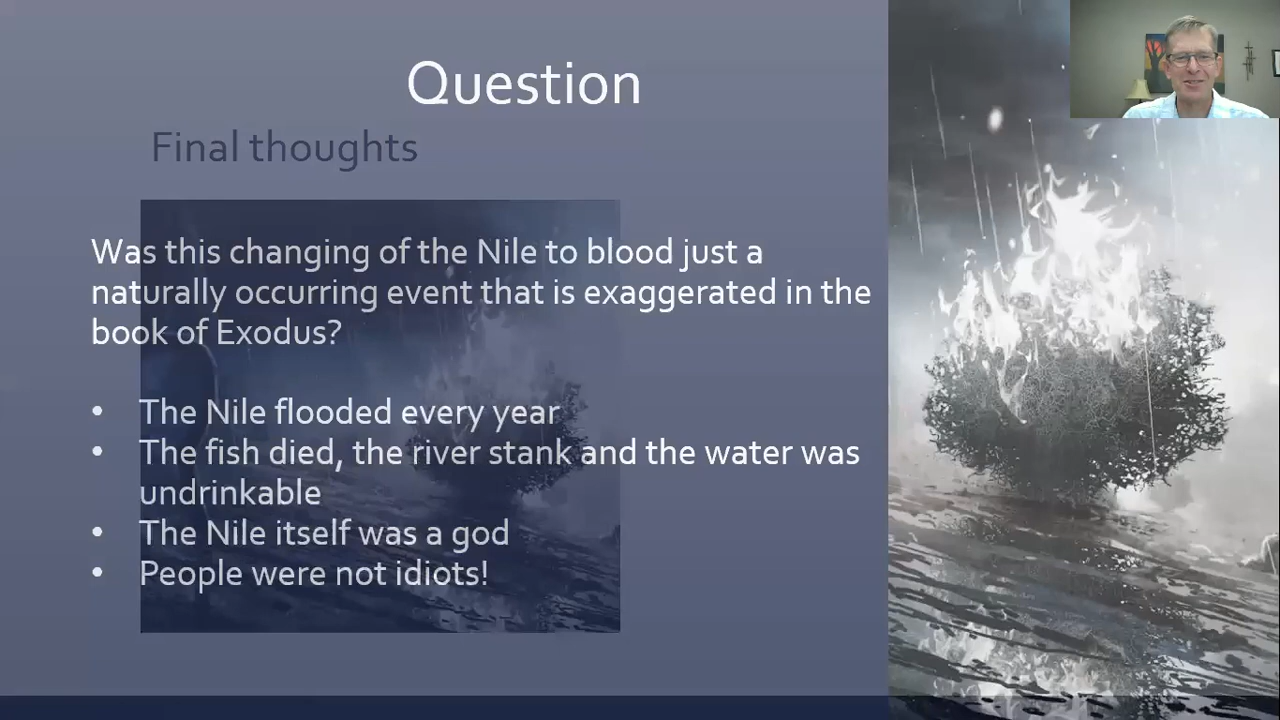 Question
Final thoughts
Was this changing of the Nile to blood just a
naturally occurring event that is exaggerated in the
book of Exodus?
• The Nile flooded every year
• The fish died, the river stank and the water was
undrinkable
• The Nile itself was a god
• People were not idiots!